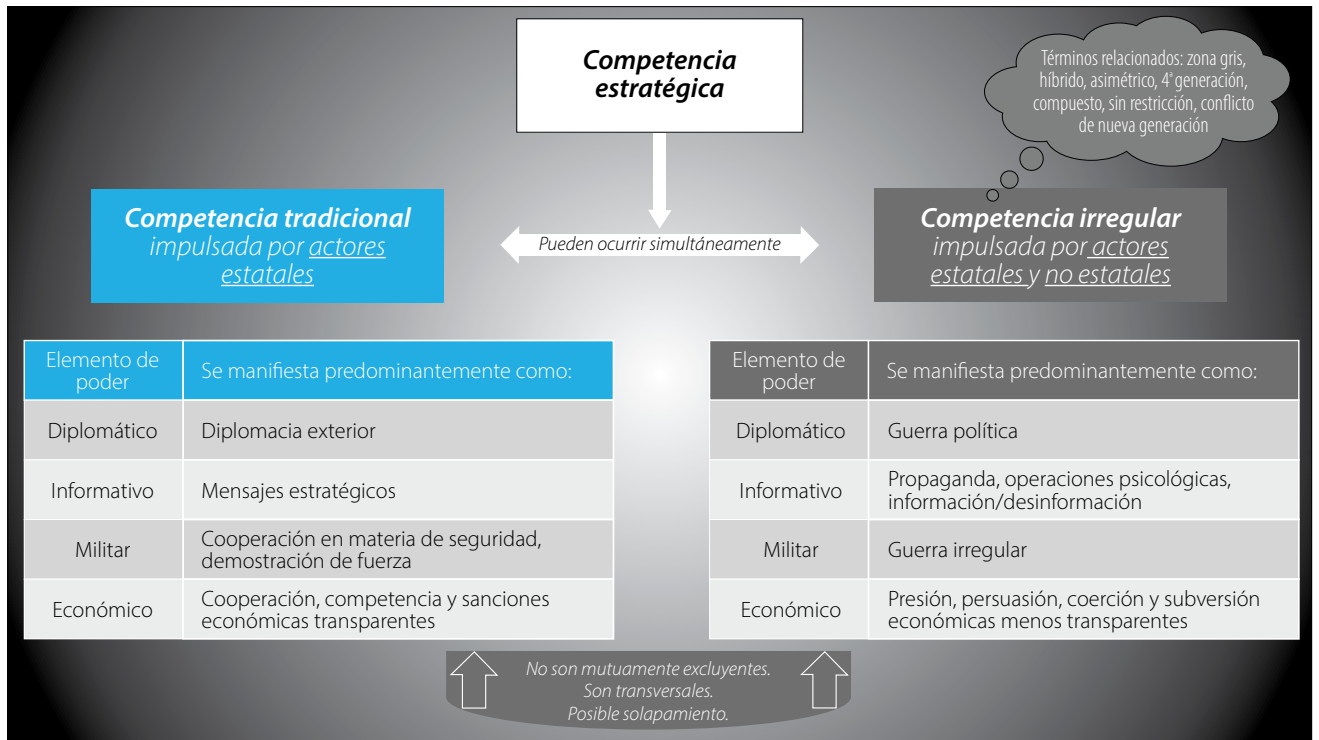 Competencia
estratégica
Términos relacionados: zona gris,
híbrido, asimétrico, 4ª generación,
compuesto, sin restricción, conflicto
de nueva generación
Competencia tradicional
impulsada por actores
estatales
Pueden ocurrir simultáneamente
Competencia irregular
impulsada por actores
estatales y no estatales
Elemento de
poder
Se manifiesta predominantemente como:
Diplomático
Diplomacia exterior
Informativo
Mensajes estratégicos
Militar
Cooperación en materia de seguridad,
demostración de fuerza
Económico
Cooperación, competencia y sanciones
económicas transparentes
Elemento de
poder
Se manifiesta predominantemente como:
Diplomático
Guerra política
Informativo
Propaganda, operaciones psicológicas,
información/desinformación
Militar
Guerra irregular
Económico
Presión, persuasión, coerción y subversión
económicas menos transparentes
No son mutuamente excluyentes.
Son transversales.
Posible solapamiento.